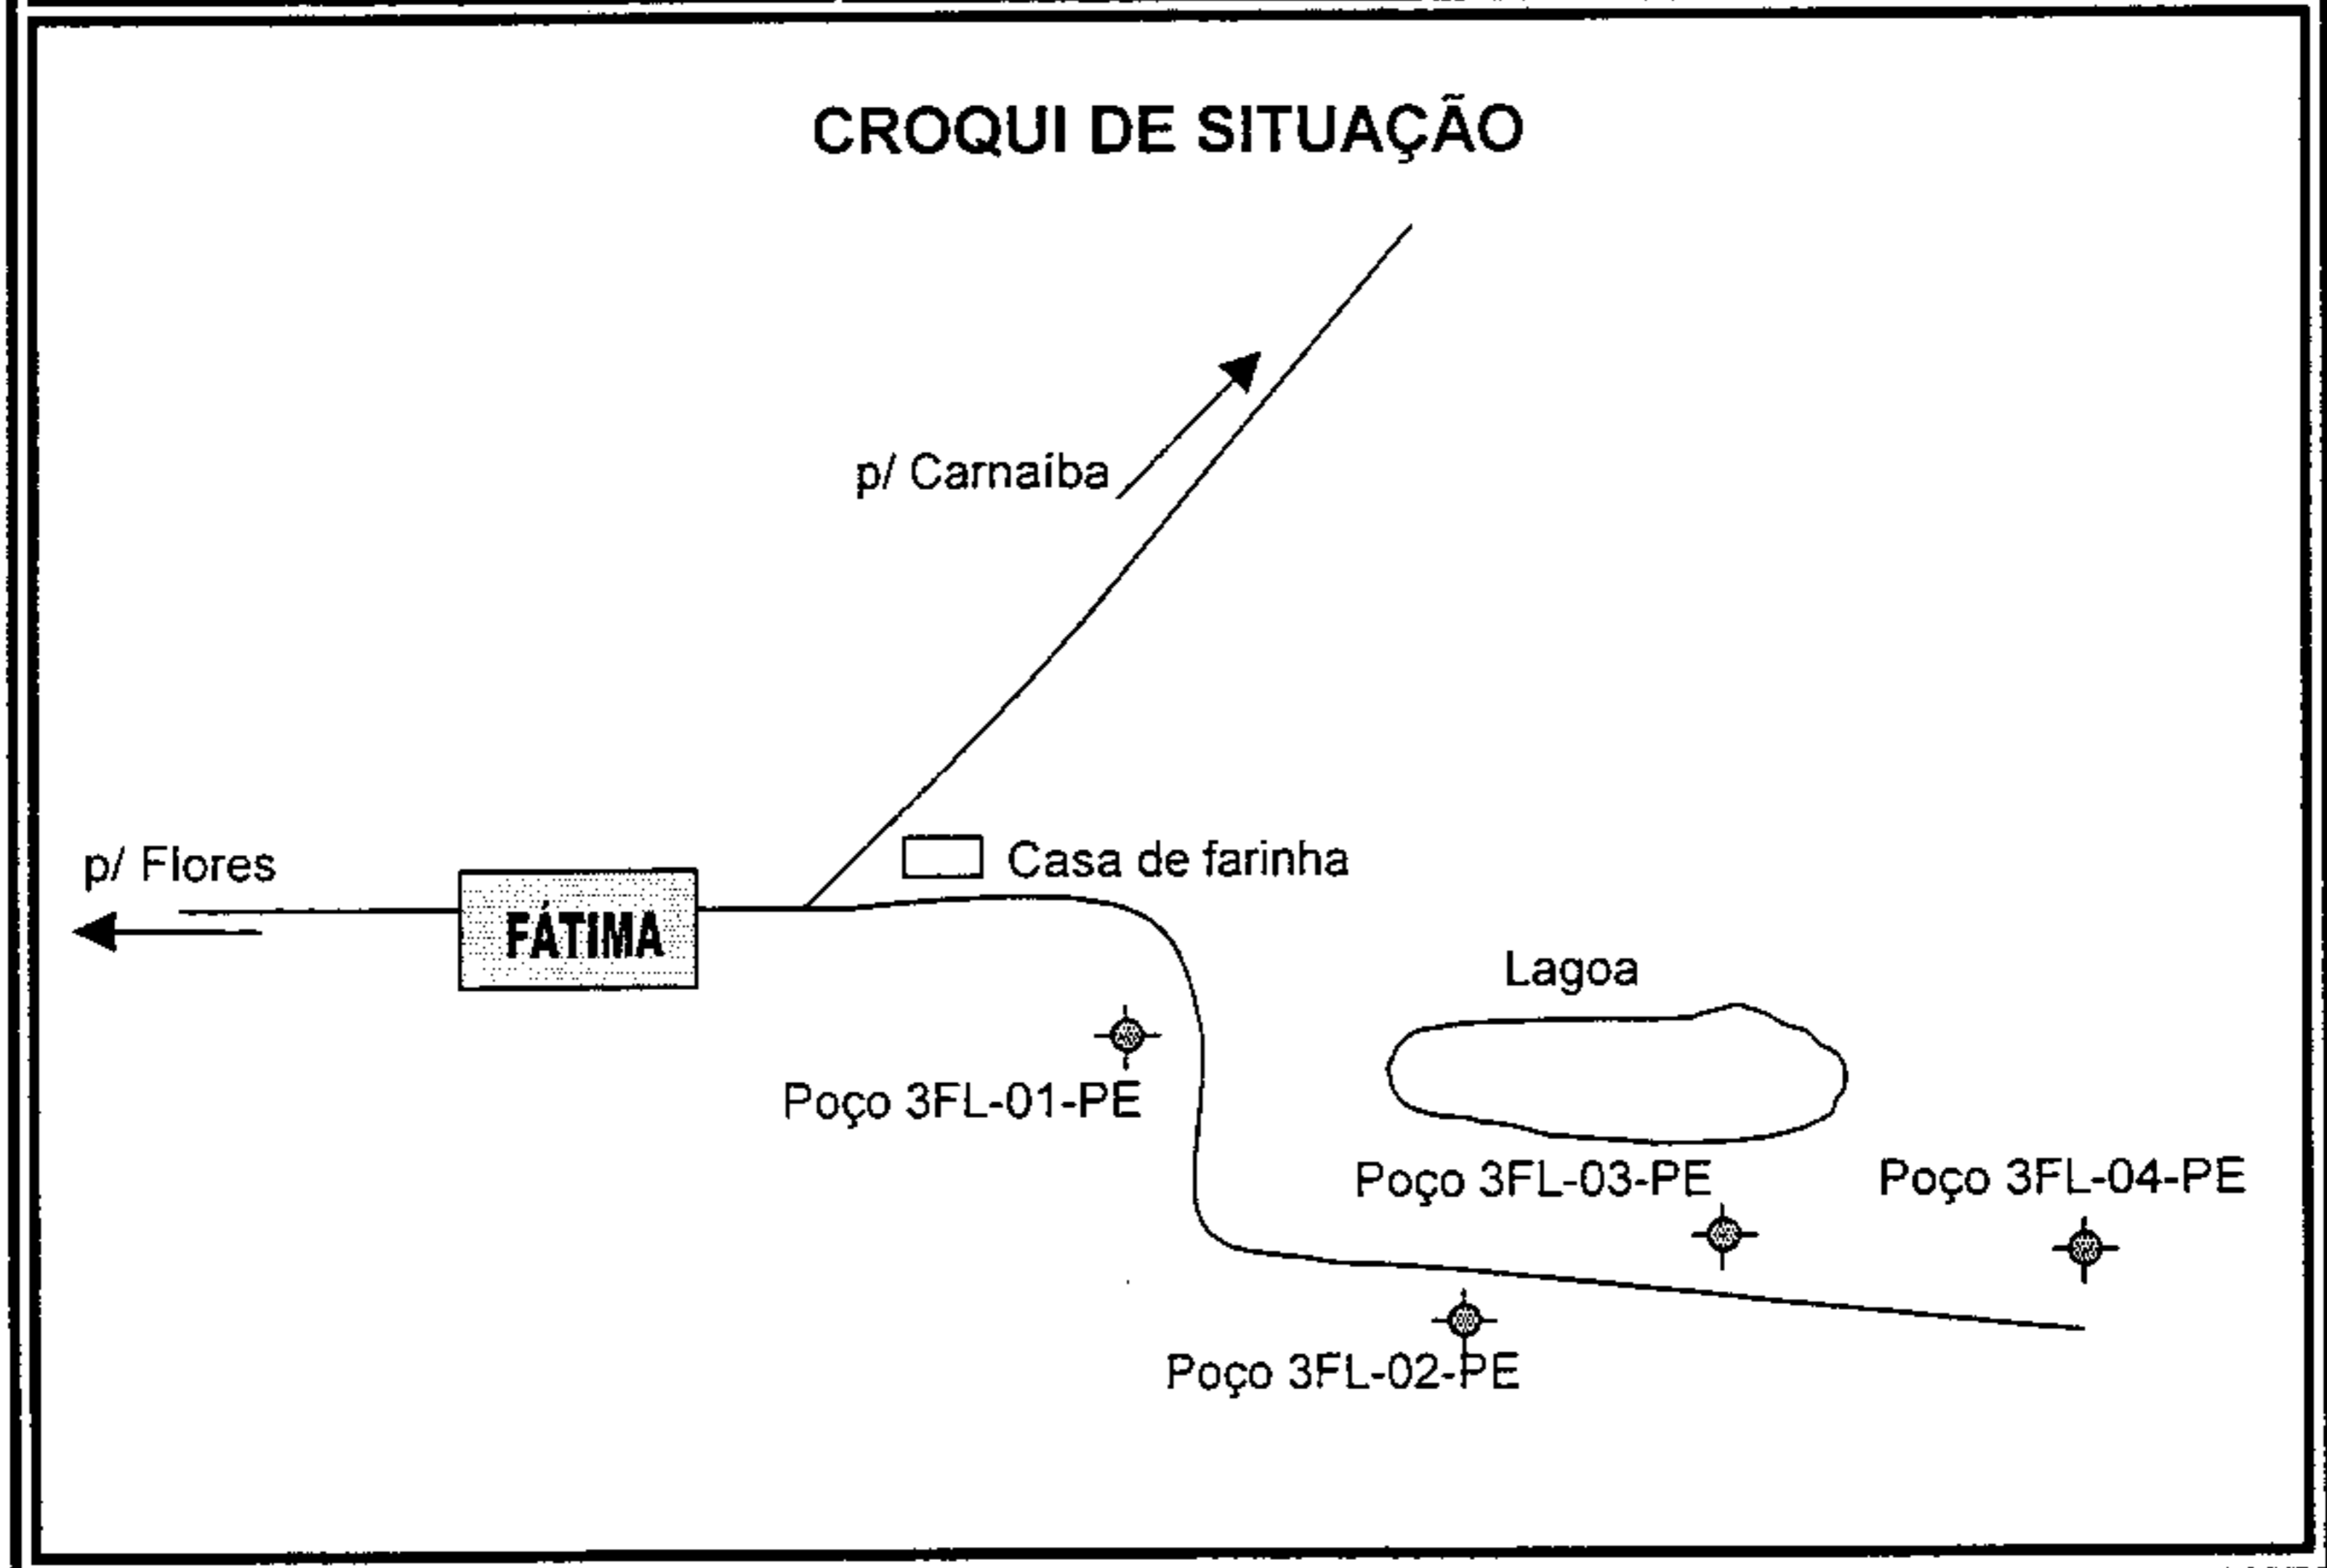 CROQUI DE SITUAÇÃO
p/ Carnaíba
p/ Flores
Casa de farinha
FÁTIMA
Lagoa
Poço 3FL-01-PE
Poço 3FL-03-PE
Poço 3FL-04-PE
Poço 3FL-02-PE